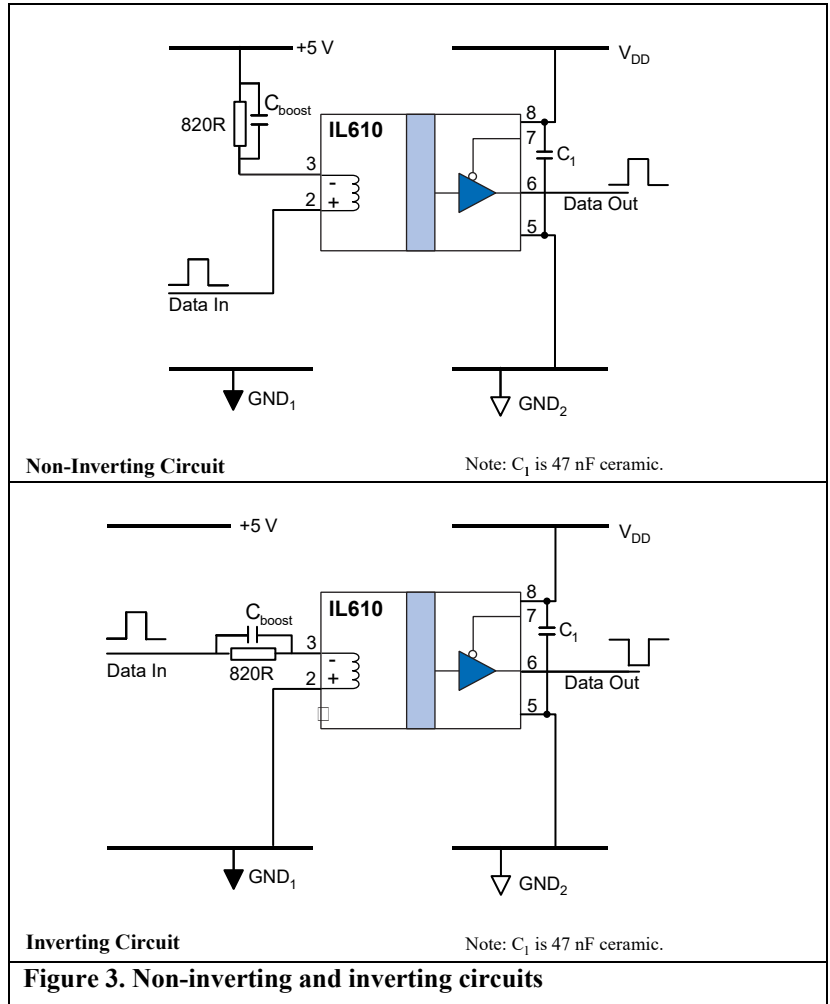 +5 V
V_DD
C_boost
820R
IL610
8
7
3
C_1
-
6
2
+
Data Out
5
Data In
GND_1
GND_2
Non-Inverting Circuit
Note: C_1 is 47 nF ceramic.
+5 V
V_DD
IL610
8
7
C_boost
C_1
3
-
6
Data In
820R
2
+
Data Out
5
GND_1
GND_2
Inverting Circuit
Note: C_1 is 47 nF ceramic.
Figure 3. Non-inverting and inverting circuits